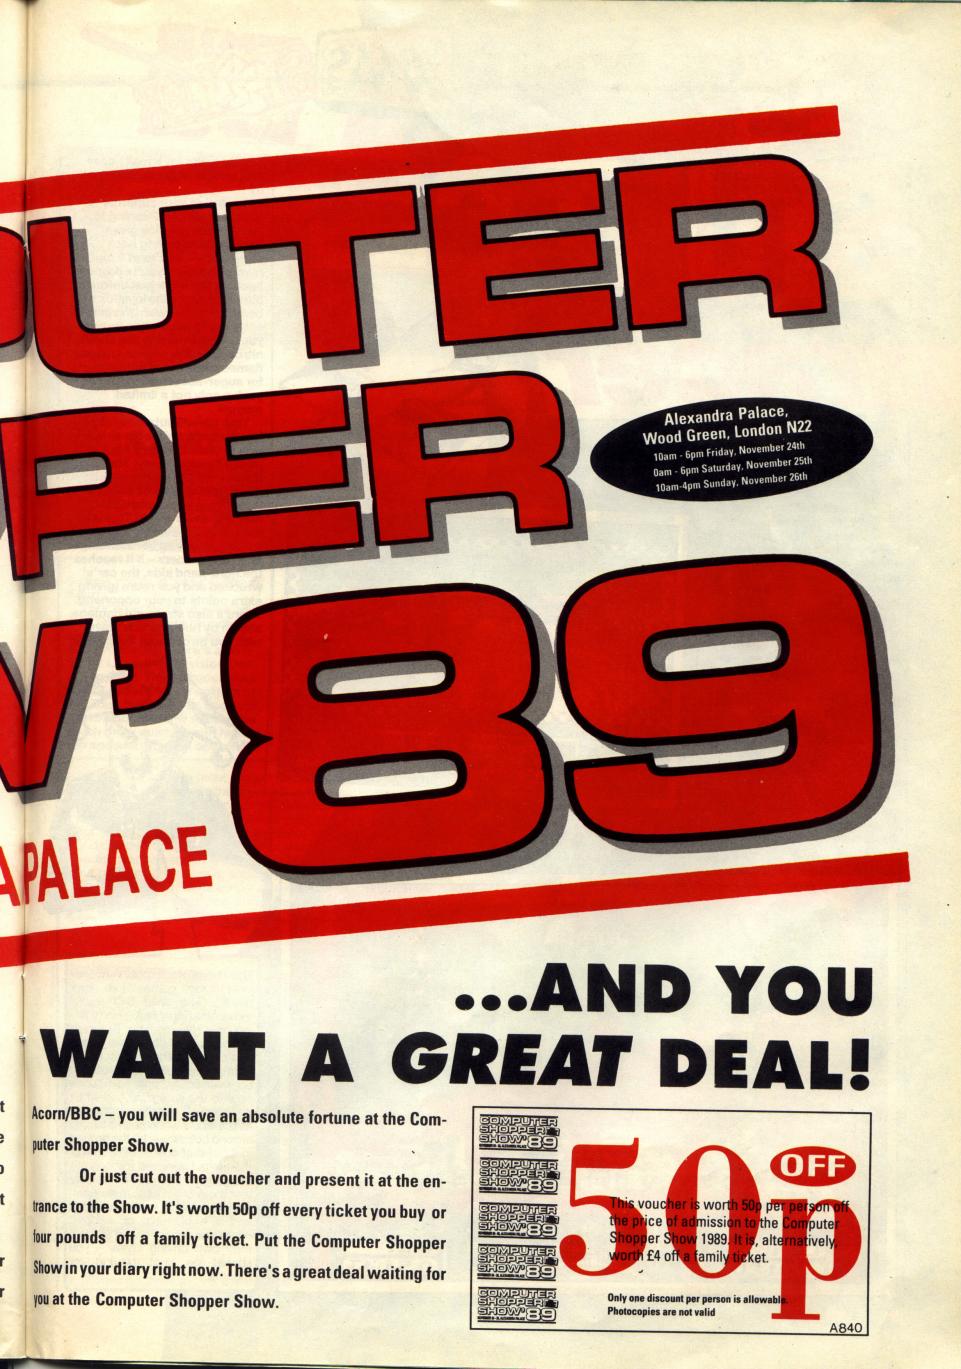 PUTER
PPER
W'89
A PALACE
Alexandra Palace,
Wood Green, London N22
10am - 6pm Friday, November 24th
0am - 6pm Saturday, November 25th
10am-4pm Sunday, November 26th
...AND YOU
WANT A GREAT DEAL!
Acorn/BBC – you will save an absolute fortune at the Com-
puter Shopper Show.
Or just cut out the voucher and present it at the en-
trance to the Show. It's worth 50p off every ticket you buy or
four pounds off a family ticket. Put the Computer Shopper
Show in your diary right now. There's a great deal waiting for
you at the Computer Shopper Show.
COMPUTER
SHOPPER
SHOW'89
COMPUTER
SHOPPER
SHOW'89
COMPUTER
SHOPPER
SHOW'89
COMPUTER
SHOPPER
SHOW'89
COMPUTER
SHOPPER
SHOW'89
50p
OFF
This voucher is worth 50p per person off
the price of admission to the Computer
Shopper Show 1989. It is, alternatively,
worth £4 off a family ticket.
Only one discount per person is allowable.
Photocopies are not valid
A840